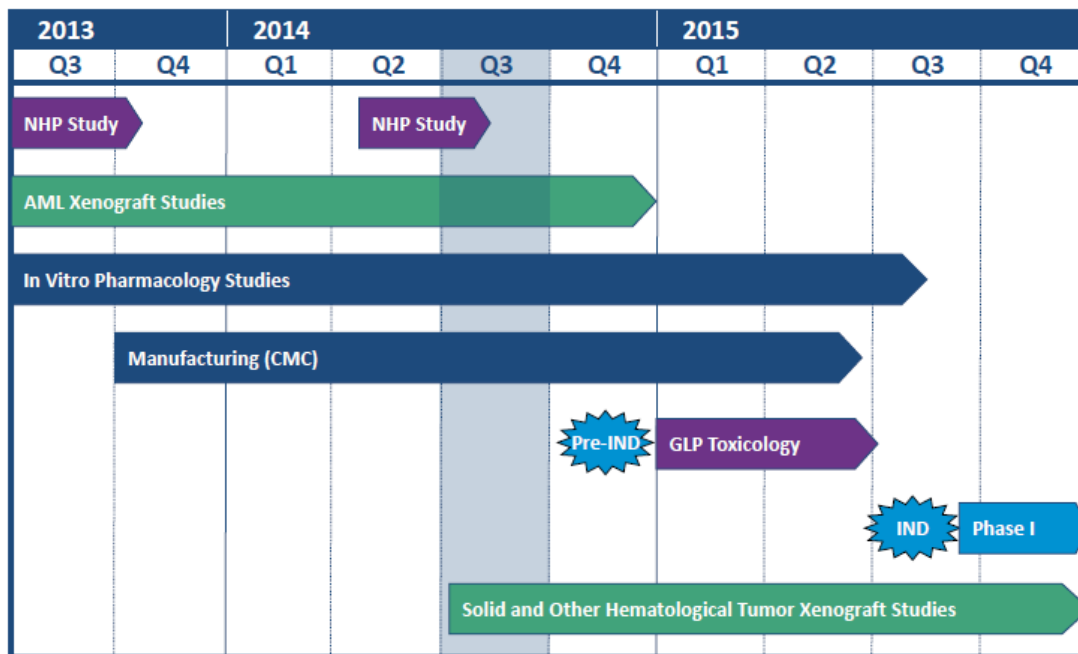 2013 2014 2015
Q3 Q4 Q1 Q2 Q3 Q4 Q1 Q2 Q3 Q4
NHP Study NHP Study
AML Xenograft Studies
In Vitro Pharmacology Studies
Manufacturing (CMC)
Pre-IND GLP Toxicology
IND Phase I
Solid and Other Hematological Tumor Xenograft Studies